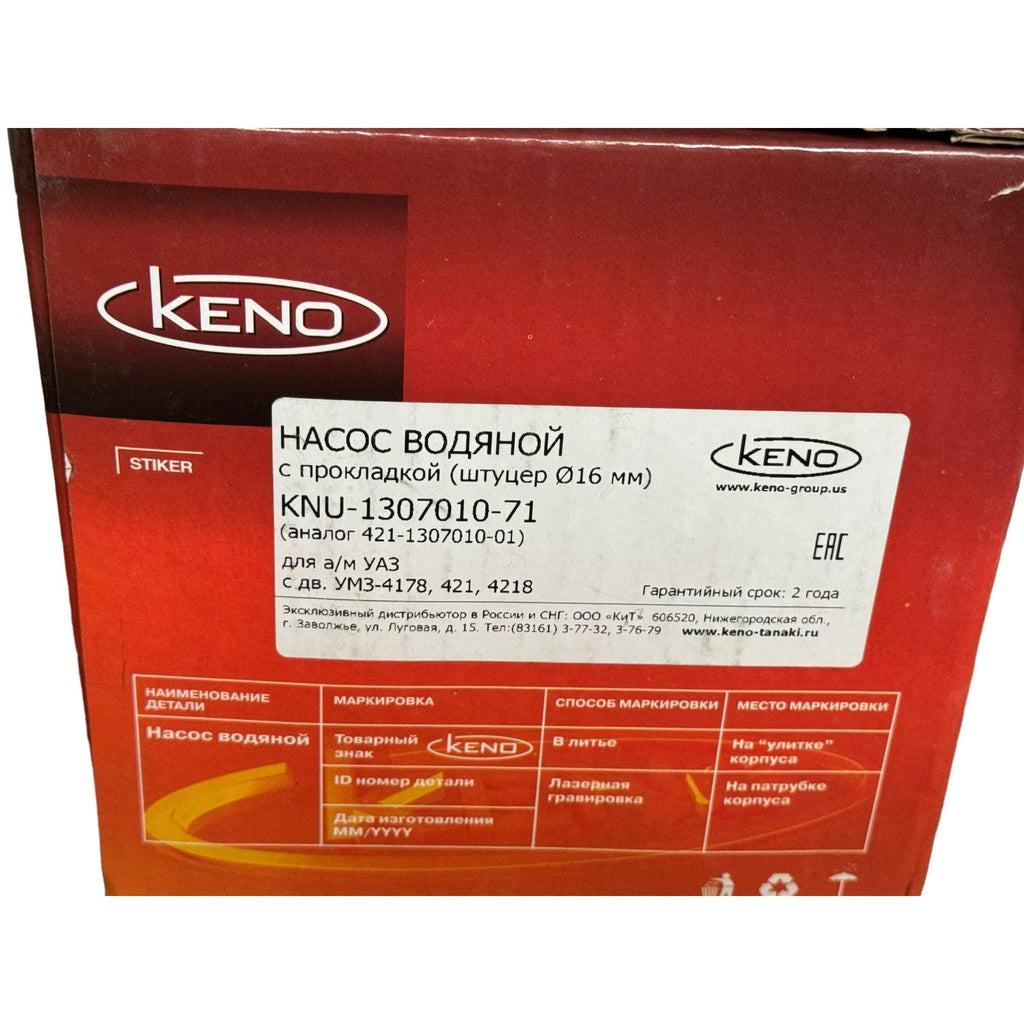 KENO
STIKER
НАСОС ВОДЯНОЙ
с прокладкой (штуцер Ø16 мм)
KNU-1307010-71
(аналог 421-1307010-01)
для а/м УАЗ
с дв. УМЗ-4178, 421, 4218
KENO
www.keno-group.us
EAC
Гарантийный срок: 2 года
Эксклюзивный дистрибьютор в России и СНГ: ООО «КиТ» 606520, Нижегородская обл.,
г. Заволжье, ул. Луговая, д. 15. Тел:(83161) 3-77-32, 3-76-79 www.keno-tanaki.ru
НАИМЕНОВАНИЕ
ДЕТАЛИ
МАРКИРОВКА
СПОСОБ МАРКИРОВКИ
МЕСТО МАРКИРОВКИ
Насос водяной
Товарный
знак
KENO
В литье
На "улитке"
корпуса
ID номер детали
Лазерная
гравировка
На патрубке
корпуса
Дата изготовления
MM/YYYY